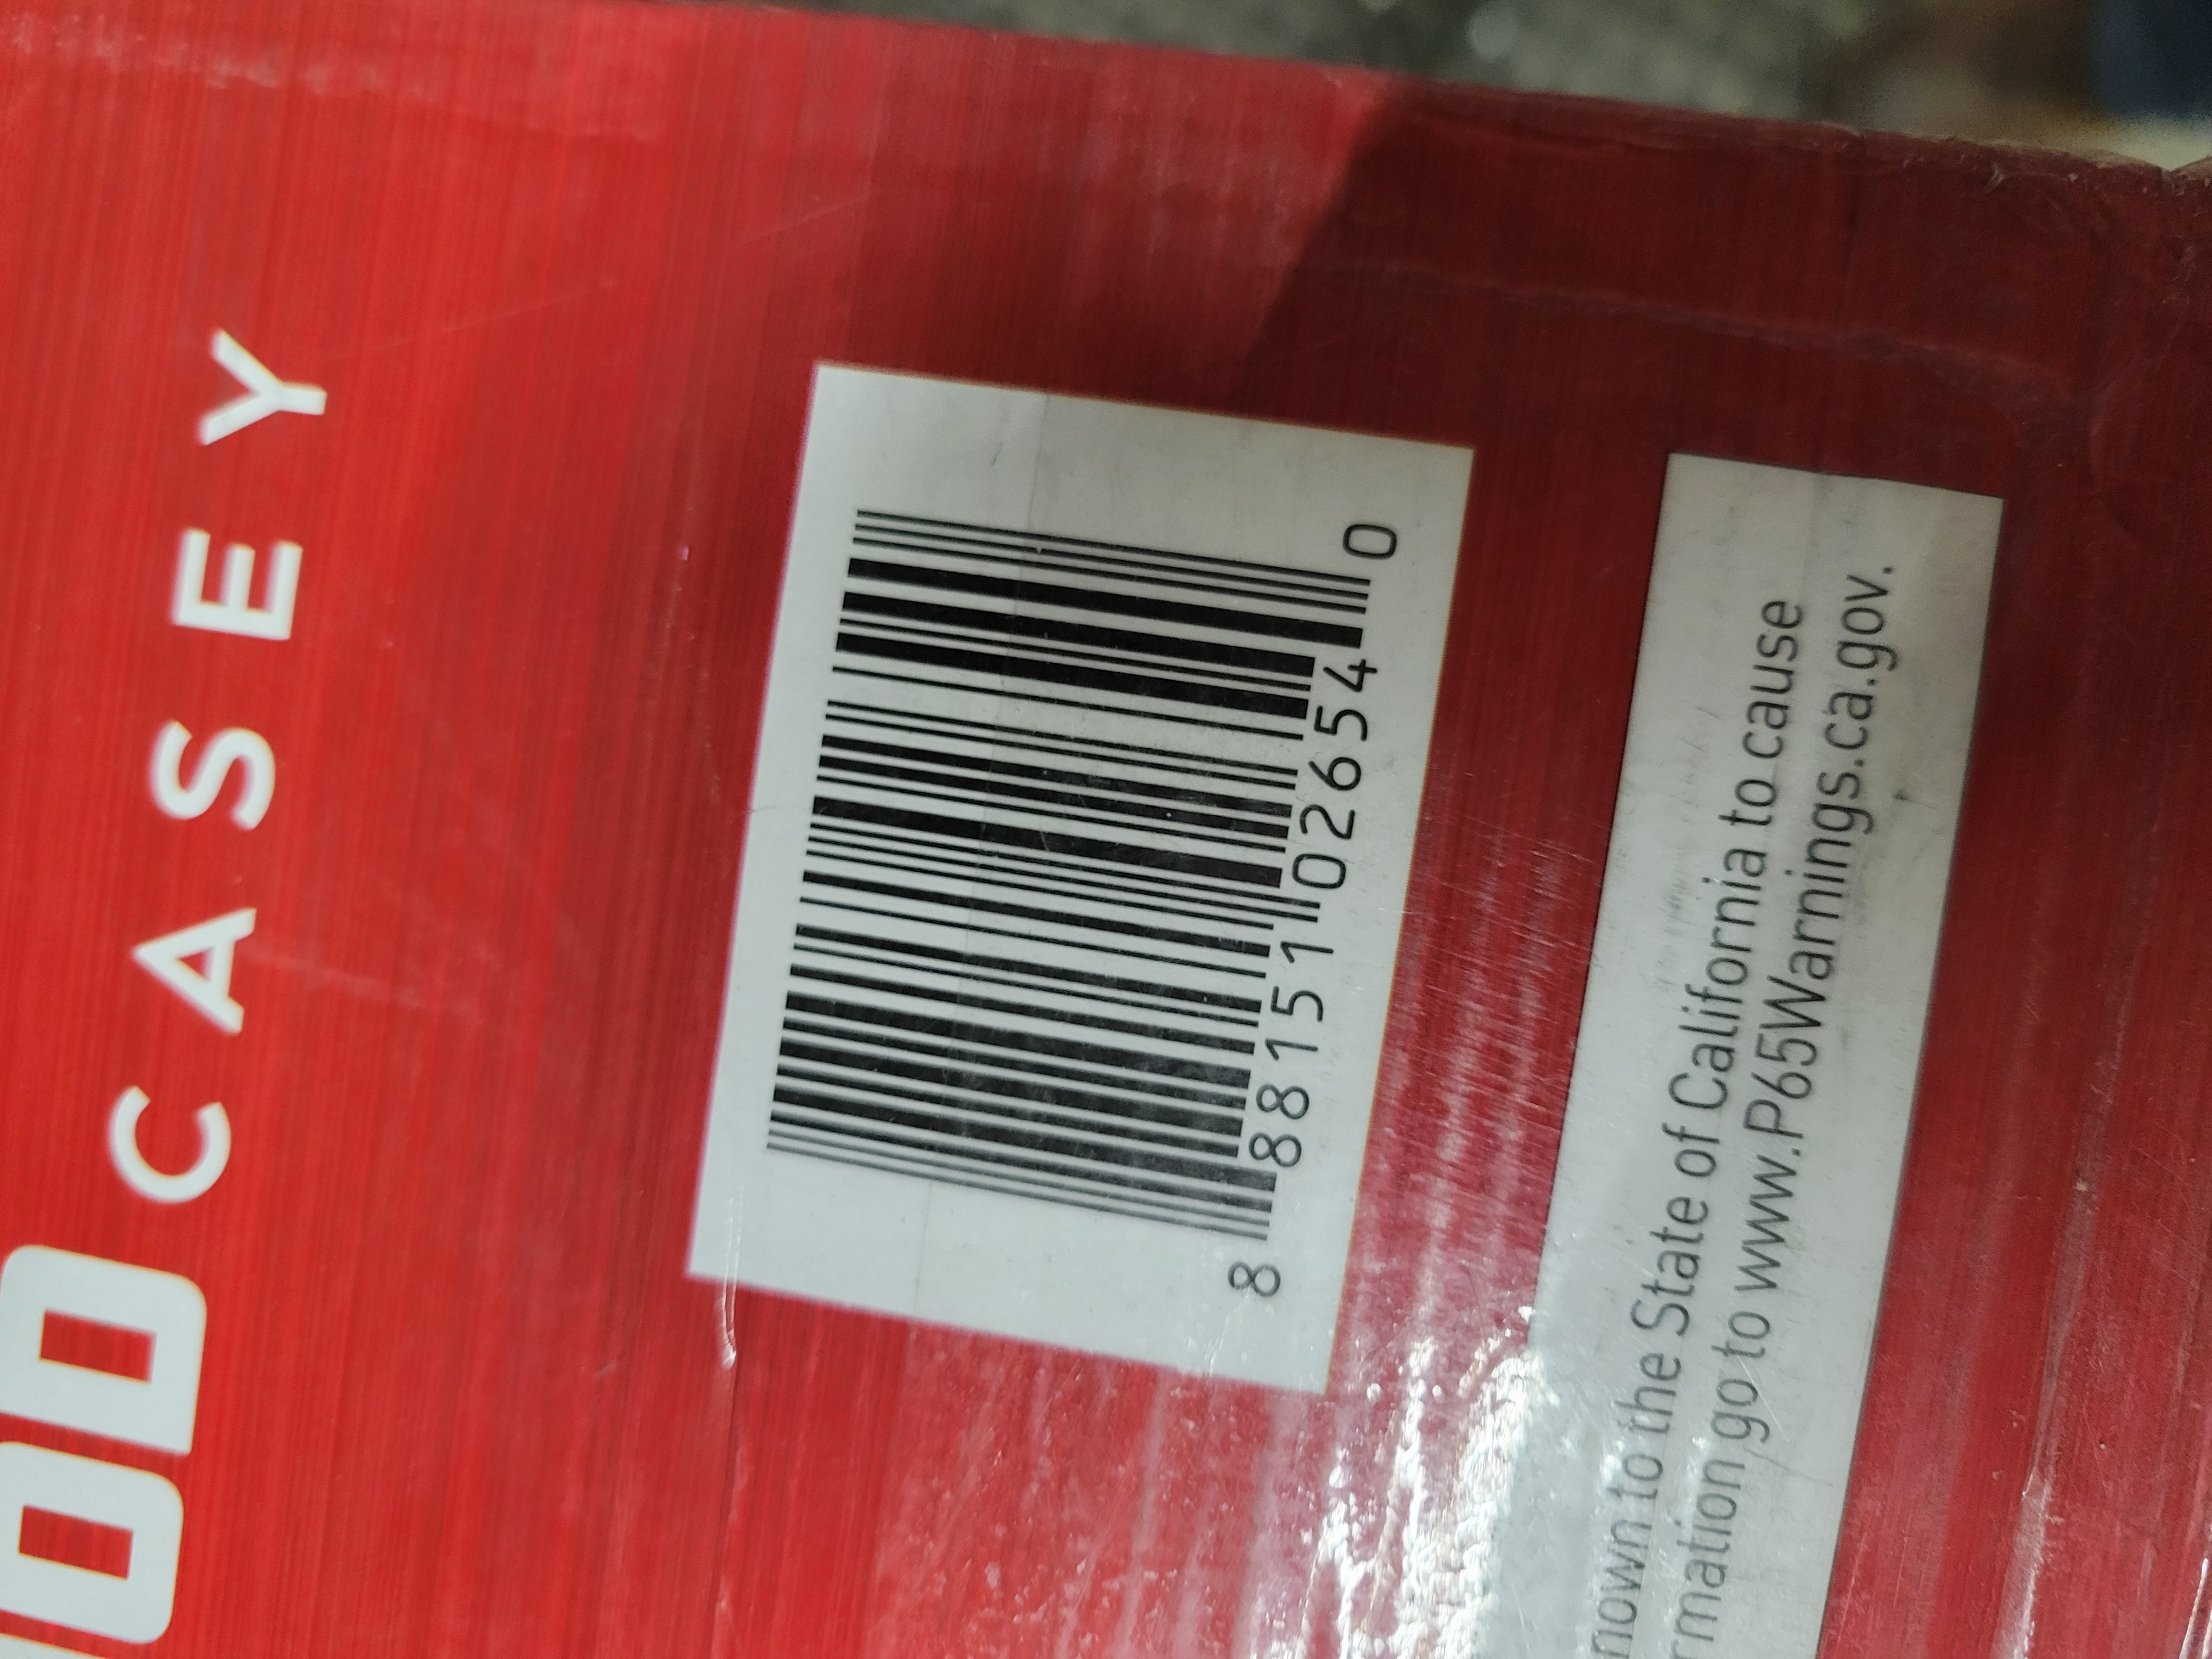 CASEY
8 88151 02654 0
nown to the State of California to cause
rmation go to www.P65Warnings.ca.gov.